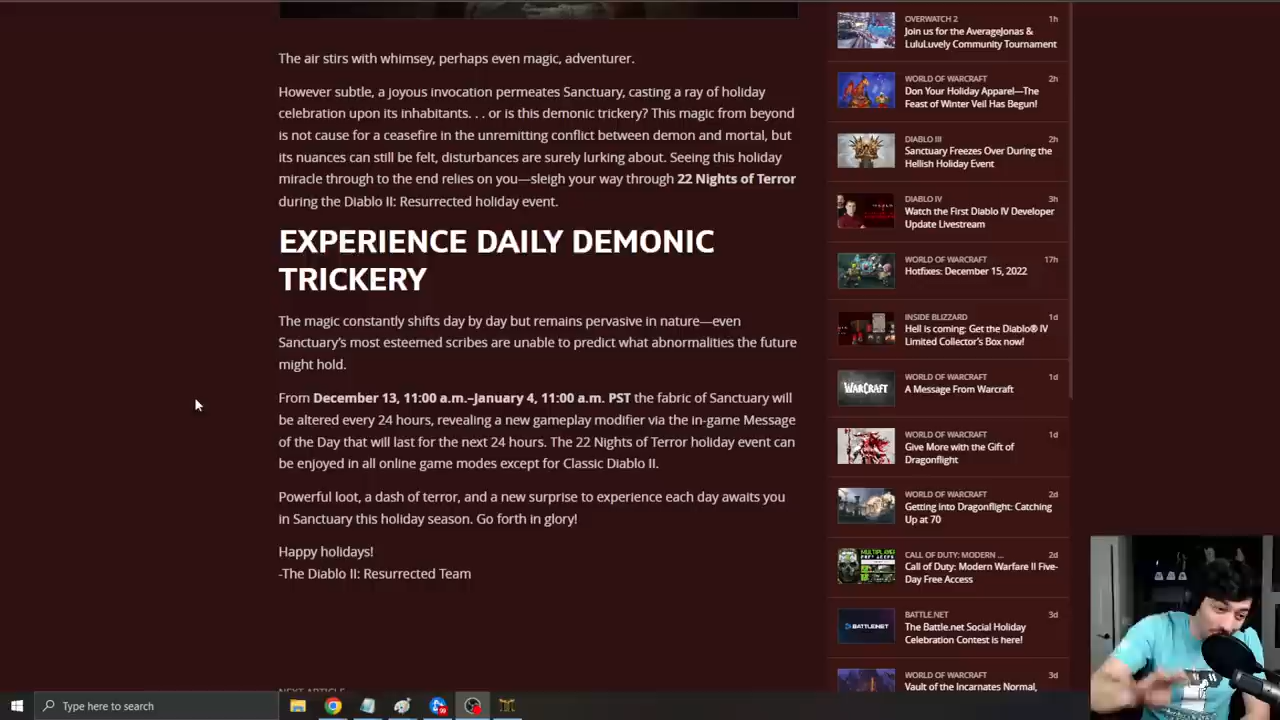 The air stirs with whimsey, perhaps even magic, adventurer.
However subtle, a joyous invocation permeates Sanctuary, casting a ray of holiday
celebration upon its inhabitants. . . or is this demonic trickery? This magic from beyond
is not cause for a ceasefire in the unremitting conflict between demon and mortal, but
its nuances can still be felt, disturbances are surely lurking about. Seeing this holiday
miracle through to the end relies on you—sleigh your way through 22 Nights of Terror
during the Diablo II: Resurrected holiday event.
EXPERIENCE DAILY DEMONIC
TRICKERY
The magic constantly shifts day by day but remains pervasive in nature—even
Sanctuary's most esteemed scribes are unable to predict what abnormalities the future
might hold.
From December 13, 11:00 a.m.–January 4, 11:00 a.m. PST the fabric of Sanctuary will
be altered every 24 hours, revealing a new gameplay modifier via the in-game Message
of the Day that will last for the next 24 hours. The 22 Nights of Terror holiday event can
be enjoyed in all online game modes except for Classic Diablo II.
Powerful loot, a dash of terror, and a new surprise to experience each day awaits you
in Sanctuary this holiday season. Go forth in glory!
Happy holidays!
-The Diablo II: Resurrected Team
NEXT ARTICLE
OVERWATCH 2 1h
Join us for the AverageJonas &
LuluLuvely Community Tournament
WORLD OF WARCRAFT 2h
Don Your Holiday Apparel—The
Feast of Winter Veil Has Begun!
DIABLO III 2h
Sanctuary Freezes Over During the
Hellish Holiday Event
DIABLO IV 3h
Watch the First Diablo IV Developer
Update Livestream
WORLD OF WARCRAFT 17h
Hotfixes: December 15, 2022
INSIDE BLIZZARD 1d
Hell is coming: Get the Diablo® IV
Limited Collector's Box now!
WARCRAFT
WORLD OF WARCRAFT 1d
A Message From Warcraft
WORLD OF WARCRAFT 1d
Give More with the Gift of
Dragonflight
WORLD OF WARCRAFT 2d
Getting into Dragonflight: Catching
Up at 70
CALL OF DUTY: MODERN ... 2d
Call of Duty: Modern Warfare II Five-
Day Free Access
BATTLE.NET
BATTLE.NET 3d
The Battle.net Social Holiday
Celebration Contest is here!
WORLD OF WARCRAFT 3d
Vault of the Incarnates Normal,
Type here to search
99